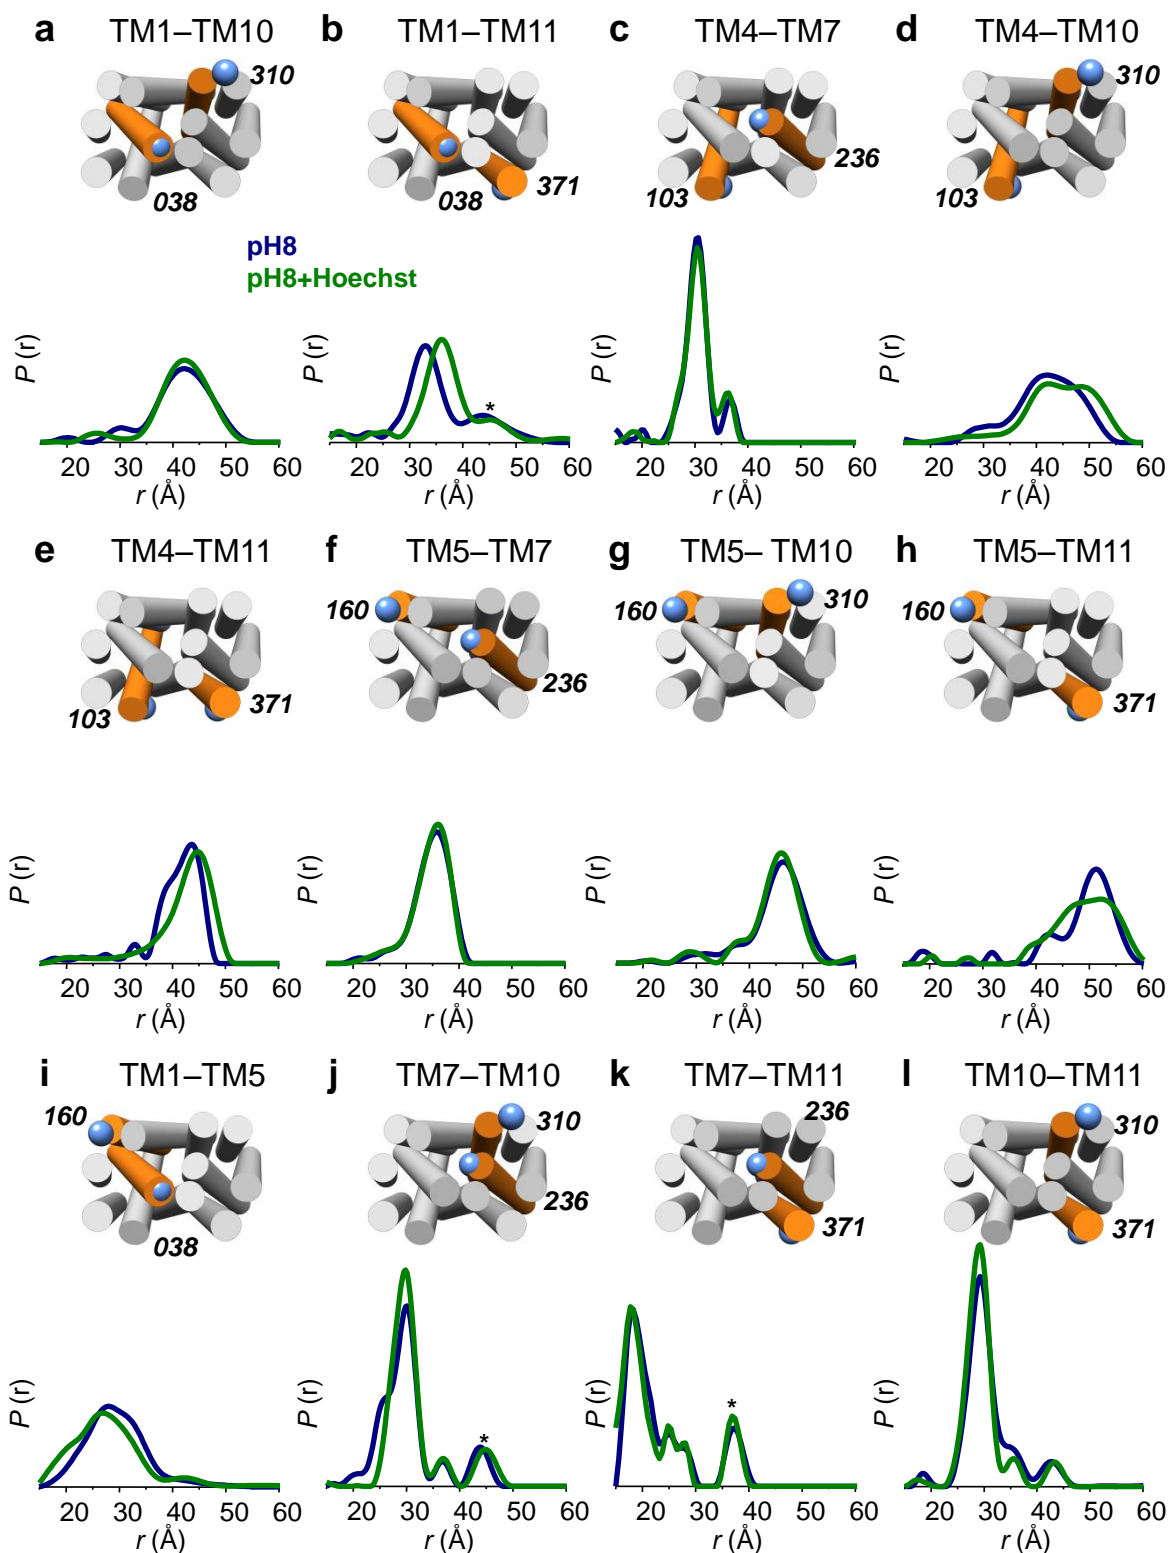 a TM1–TM10 b TM1–TM11 c TM4–TM7 d TM4–TM10
310 310
236
371
038 038 103 103
pH8
pH8+Hoechst
P (r) P (r) P (r) P (r)
* 
20 30 40 50 60 20 30 40 50 60 20 30 40 50 60 20 30 40 50 60
r (Å) r (Å) r (Å) r (Å)
e TM4–TM11 f TM5–TM7 g TM5– TM10 h TM5–TM11
160 160 310 160
103 371 236 371
P (r) P (r) P (r) P (r)
20 30 40 50 60 20 30 40 50 60 20 30 40 50 60 20 30 40 50 60
r (Å) r (Å) r (Å) r (Å)
i TM1–TM5 j TM7–TM10 k TM7–TM11 l TM10–TM11
160 310 236 310
236
038 371 371
P (r) P (r) P (r) P (r)
* *
20 30 40 50 60 20 30 40 50 60 20 30 40 50 60 20 30 40 50 60
r (Å) r (Å) r (Å) r (Å)